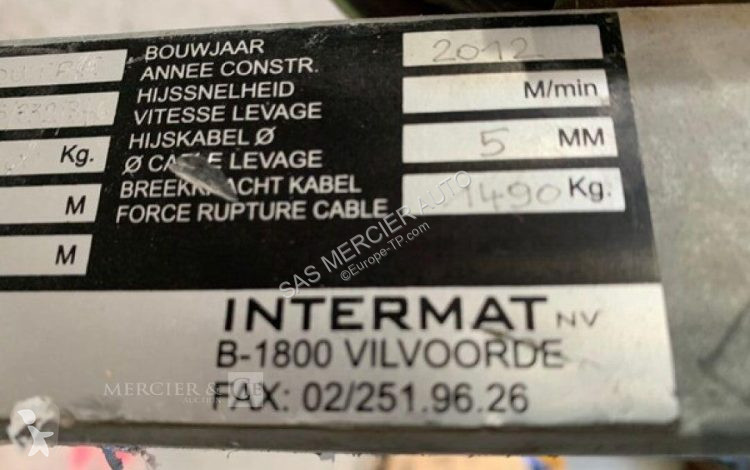 BOUWJAAR 2012
ANNEE CONSTR.
HIJSSNELHEID M/min
VITESSE LEVAGE
HIJSKABEL Ø 5 MM
Kg. Ø CABLE LEVAGE
BREEKKRACHT KABEL 1490 Kg.
M FORCE RUPTURE CABLE
M
SAS MERCIER AUTO
©Europe-TP.com
INTERMAT NV
B-1800 VILVOORDE
MERCIER & AUCTION
FAX: 02/251.96.26